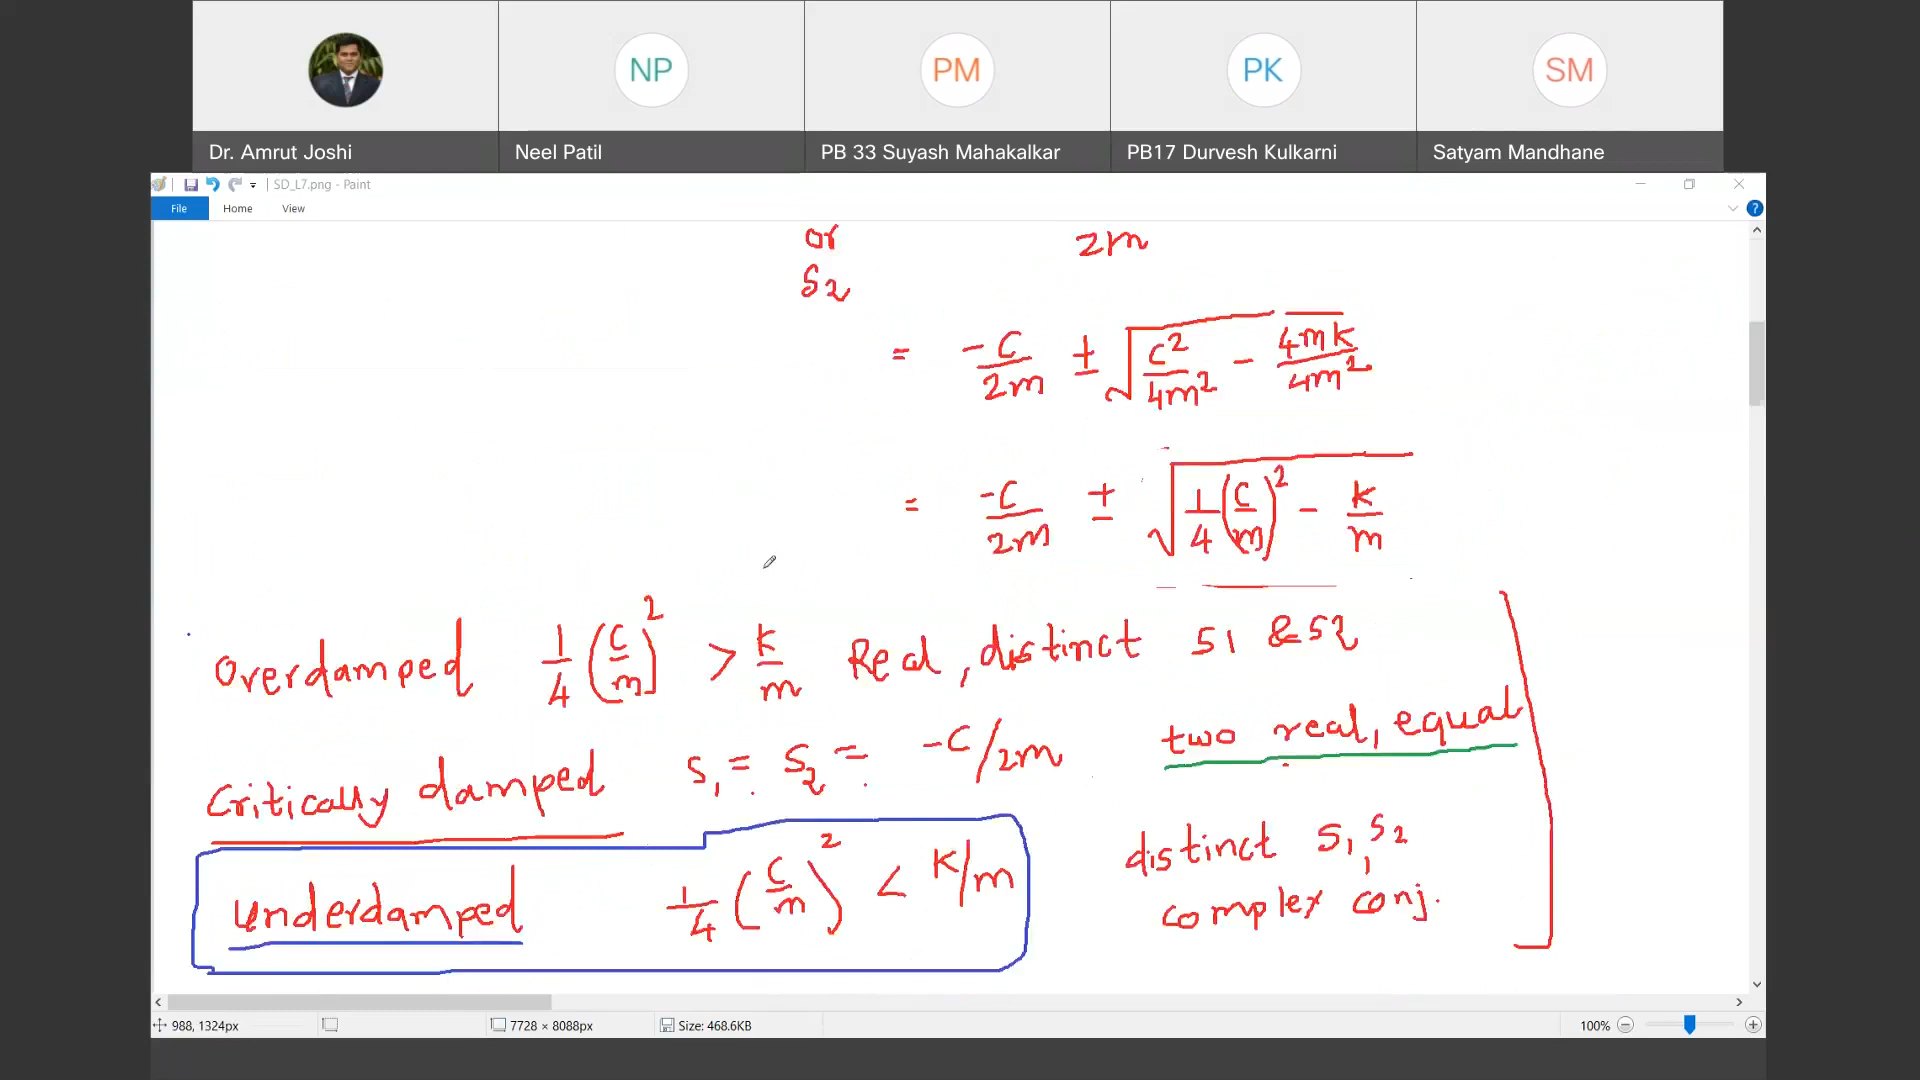 NP
PM
PK
SM
Dr. Amrut Joshi
Neel Patil
PB 33 Suyash Mahakalkar
PB17 Durvesh Kulkarni
Satyam Mandhane
SD_L7.png - Paint
File
Home
View
?
or
2m
S2
= -C/2m ± √(C²/4m² - 4mk/4m²)
= -C/2m ± √(1/4 (C/m)² - k/m)
Overdamped 1/4 (C/m)² > k/m Real, distinct S1 & S2
Critically damped S₁ = S₂ = -C/2m two real, equal
Underdamped 1/4 (C/m)² < K/m distinct S₁, S₂
complex conj.
988, 1324px
7728 × 8088px
Size: 468.6KB
100%